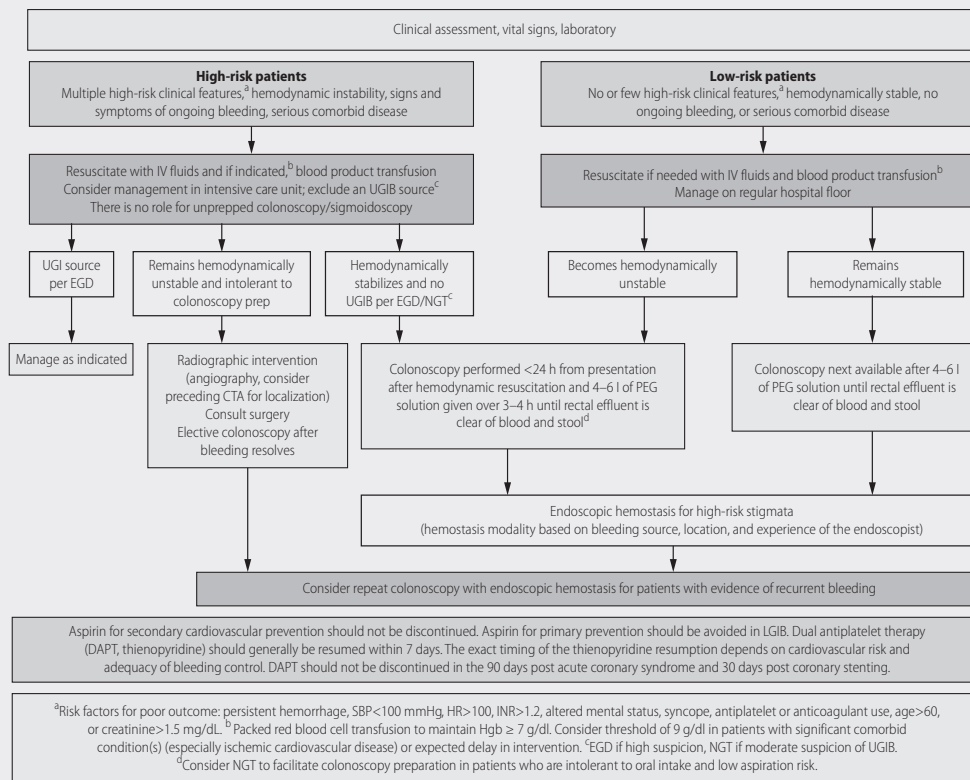 Clinical assessment, vital signs, laboratory
High-risk patients
Multiple high-risk clinical features,a hemodynamic instability, signs and
symptoms of ongoing bleeding, serious comorbid disease
Low-risk patients
No or few high-risk clinical features,a hemodynamically stable, no
ongoing bleeding, or serious comorbid disease
Resuscitate with IV fluids and if indicated,b blood product transfusion
Consider management in intensive care unit; exclude an UGIB sourcec
There is no role for unprepped colonoscopy/sigmoidoscopy
Resuscitate if needed with IV fluids and blood product transfusionb
Manage on regular hospital floor
UGI source
per EGD
Remains hemodynamically
unstable and intolerant to
colonoscopy prep
Hemodynamically
stabilizes and no
UGIB per EGD/NGTc
Becomes hemodynamically
unstable
Remains
hemodynamically stable
Manage as indicated
Radiographic intervention
(angiography, consider
preceding CTA for localization)
Consult surgery
Elective colonoscopy after
bleeding resolves
Colonoscopy performed <24 h from presentation
after hemodynamic resuscitation and 4–6 l of PEG
solution given over 3–4 h until rectal effluent is
clear of blood and stoold
Colonoscopy next available after 4–6 l
of PEG solution until rectal effluent is
clear of blood and stool
Endoscopic hemostasis for high-risk stigmata
(hemostasis modality based on bleeding source, location, and experience of the endoscopist)
Consider repeat colonoscopy with endoscopic hemostasis for patients with evidence of recurrent bleeding
Aspirin for secondary cardiovascular prevention should not be discontinued. Aspirin for primary prevention should be avoided in LGIB. Dual antiplatelet therapy
(DAPT, thienopyridine) should generally be resumed within 7 days. The exact timing of the thienopyridine resumption depends on cardiovascular risk and
adequacy of bleeding control. DAPT should not be discontinued in the 90 days post acute coronary syndrome and 30 days post coronary stenting.
aRisk factors for poor outcome: persistent hemorrhage, SBP<100 mmHg, HR>100, INR>1.2, altered mental status, syncope, antiplatelet or anticoagulant use, age>60,
or creatinine>1.5 mg/dL. b Packed red blood cell transfusion to maintain Hgb ≥ 7 g/dl. Consider threshold of 9 g/dl in patients with significant comorbid
condition(s) (especially ischemic cardiovascular disease) or expected delay in intervention. cEGD if high suspicion, NGT if moderate suspicion of UGIB.
dConsider NGT to facilitate colonoscopy preparation in patients who are intolerant to oral intake and low aspiration risk.